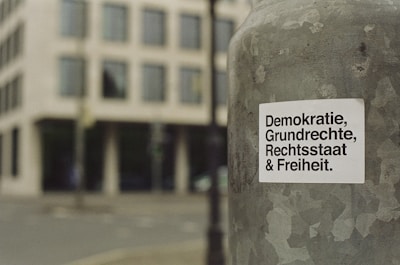 Demokratie,
Grundrechte,
Rechtsstaat
& Freiheit.